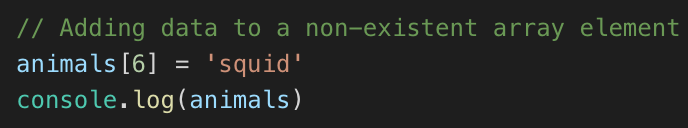 // Adding data to a non-existent array element
animals[6] = 'squid'
console.log(animals)